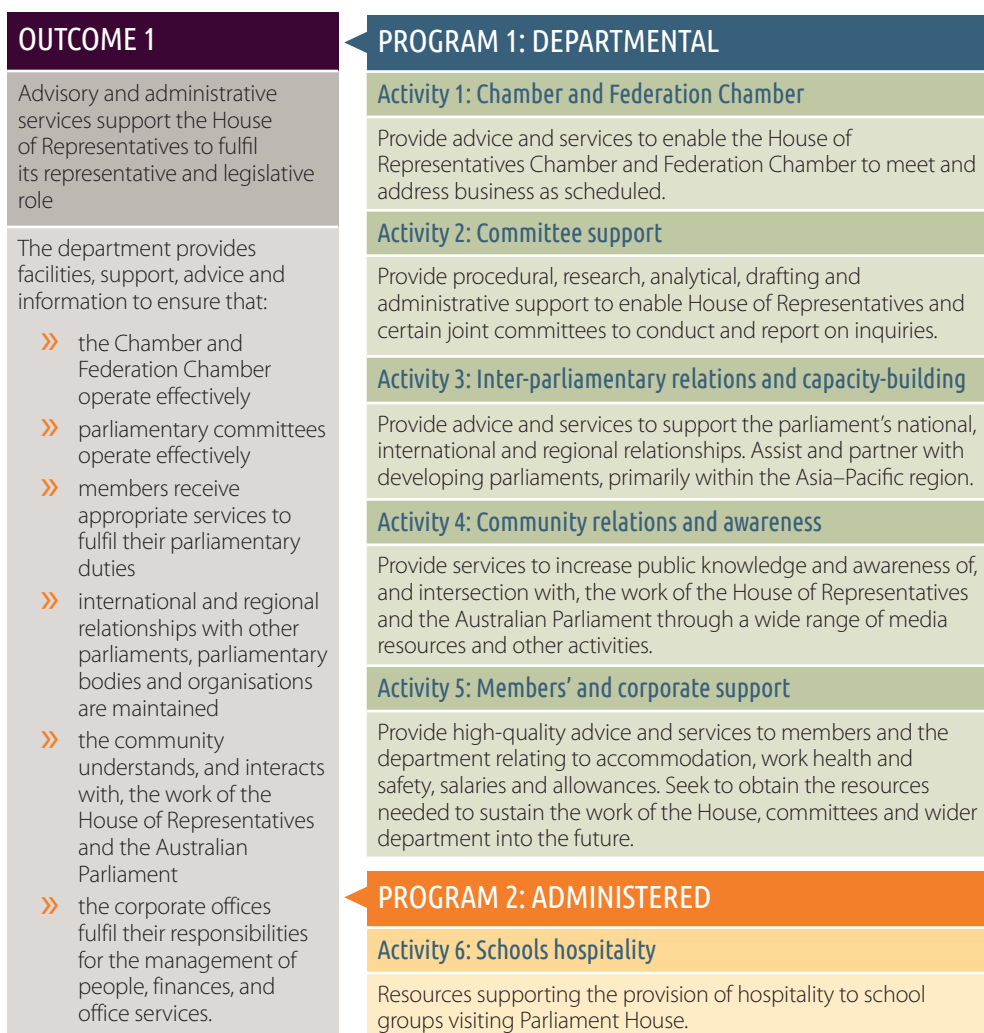 OUTCOME 1
Advisory and administrative
services support the House
of Representatives to fulfil
its representative and legislative
role
The department provides
facilities, support, advice and
information to ensure that:
» the Chamber and
Federation Chamber
operate effectively
» parliamentary committees
operate effectively
» members receive
appropriate services to
fulfil their parliamentary
duties
» international and regional
relationships with other
parliaments, parliamentary
bodies and organisations
are maintained
» the community
understands, and interacts
with, the work of the
House of Representatives
and the Australian
Parliament
» the corporate offices
fulfil their responsibilities
for the management of
people, finances, and
office services.
PROGRAM 1: DEPARTMENTAL
Activity 1: Chamber and Federation Chamber
Provide advice and services to enable the House of
Representatives Chamber and Federation Chamber to meet and
address business as scheduled.
Activity 2: Committee support
Provide procedural, research, analytical, drafting and
administrative support to enable House of Representatives and
certain joint committees to conduct and report on inquiries.
Activity 3: Inter-parliamentary relations and capacity-building
Provide advice and services to support the parliament's national,
international and regional relationships. Assist and partner with
developing parliaments, primarily within the Asia–Pacific region.
Activity 4: Community relations and awareness
Provide services to increase public knowledge and awareness of,
and intersection with, the work of the House of Representatives
and the Australian Parliament through a wide range of media
resources and other activities.
Activity 5: Members' and corporate support
Provide high-quality advice and services to members and the
department relating to accommodation, work health and
safety, salaries and allowances. Seek to obtain the resources
needed to sustain the work of the House, committees and wider
department into the future.
PROGRAM 2: ADMINISTERED
Activity 6: Schools hospitality
Resources supporting the provision of hospitality to school
groups visiting Parliament House.